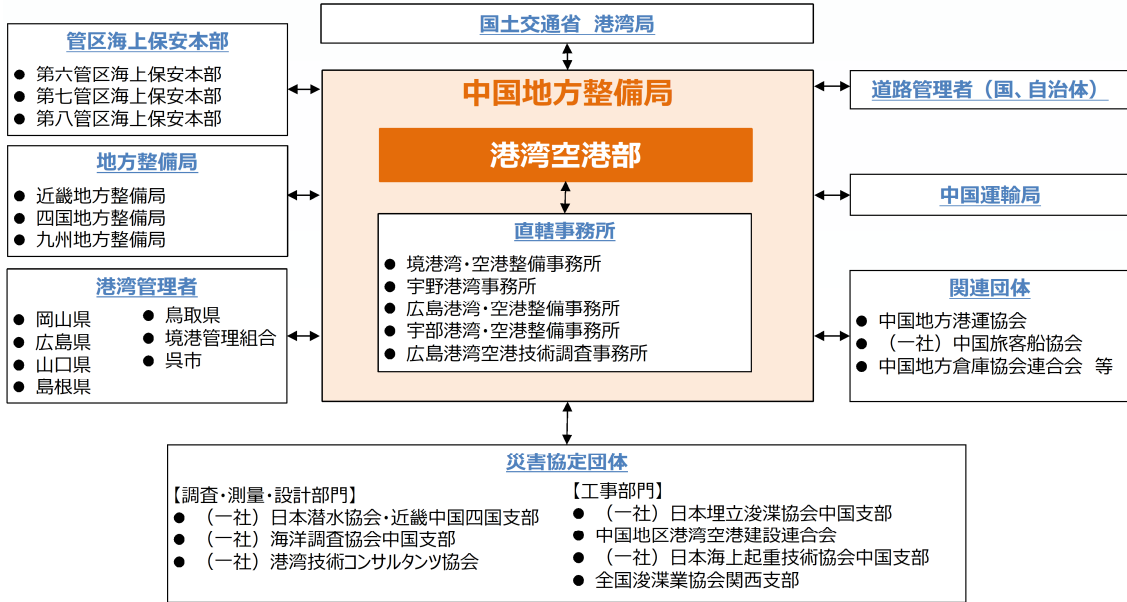 国土交通省 港湾局
管区海上保安本部
● 第六管区海上保安本部
● 第七管区海上保安本部
● 第八管区海上保安本部
地方整備局
● 近畿地方整備局
● 四国地方整備局
● 九州地方整備局
港湾管理者
● 岡山県
● 広島県
● 山口県
● 島根県
● 鳥取県
● 境港管理組合
● 呉市
中国地方整備局
港湾空港部
直轄事務所
● 境港湾・空港整備事務所
● 宇野港湾事務所
● 広島港湾・空港整備事務所
● 宇部港湾・空港整備事務所
● 広島港湾空港技術調査事務所
道路管理者（国、自治体）
中国運輸局
関連団体
● 中国地方港運協会
● （一社）中国旅客船協会
● 中国地方倉庫協会連合会 等
災害協定団体
【調査・測量・設計部門】
● （一社）日本潜水協会・近畿中国四国支部
● （一社）海洋調査協会中国支部
● （一社）港湾技術コンサルタンツ協会
【工事部門】
● （一社）日本埋立浚渫協会中国支部
● 中国地区港湾空港建設連合会
● （一社）日本海上起重技術協会中国支部
● 全国浚渫業協会関西支部